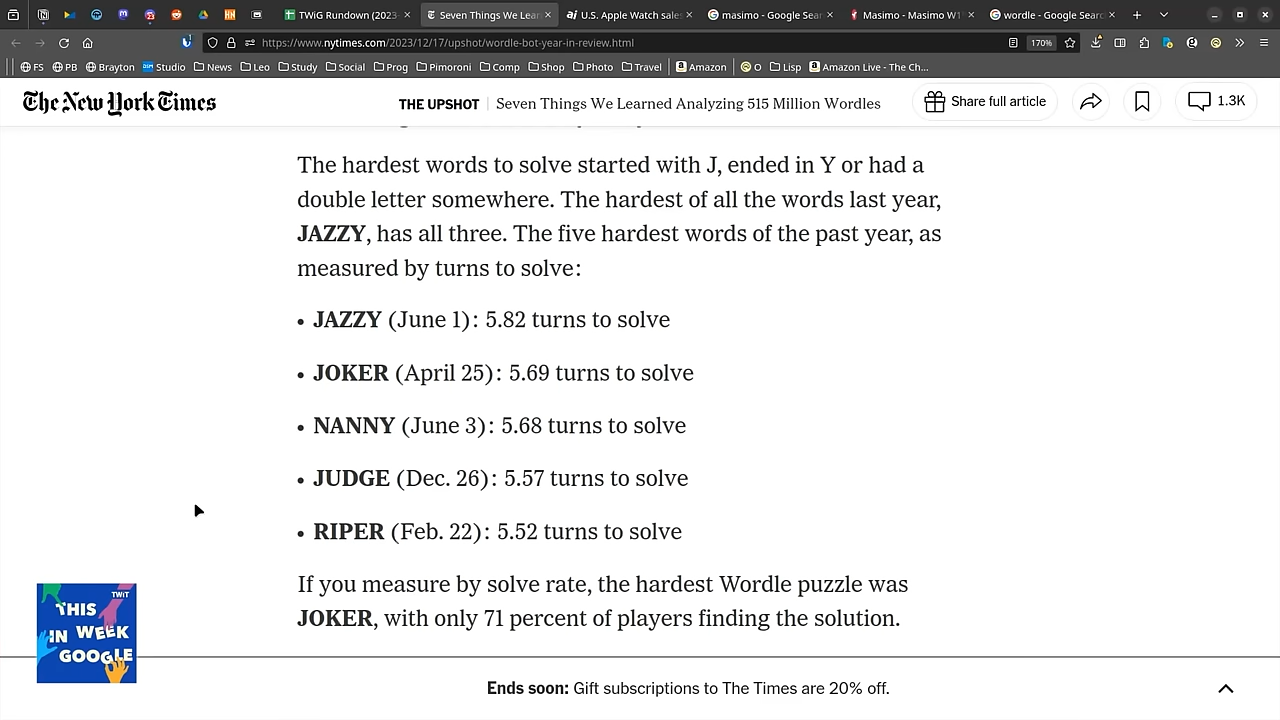 TWiG Rundown (2023-
Seven Things We Lear
U.S. Apple Watch sales
masimo - Google Sear
Masimo - Masimo W1
wordle - Google Searc
https://www.nytimes.com/2023/12/17/upshot/wordle-bot-year-in-review.html
170%
FS PB Brayton Studio News Leo Study Social Prog Pimoroni Comp Shop Photo Travel Amazon O Lisp Amazon Live - The Ch...
The New York Times
THE UPSHOT | Seven Things We Learned Analyzing 515 Million Wordles
Share full article
1.3K
The hardest words to solve started with J, ended in Y or had a
double letter somewhere. The hardest of all the words last year,
JAZZY, has all three. The five hardest words of the past year, as
measured by turns to solve:
• JAZZY (June 1): 5.82 turns to solve
• JOKER (April 25): 5.69 turns to solve
• NANNY (June 3): 5.68 turns to solve
• JUDGE (Dec. 26): 5.57 turns to solve
• RIPER (Feb. 22): 5.52 turns to solve
If you measure by solve rate, the hardest Wordle puzzle was
JOKER, with only 71 percent of players finding the solution.
TWiT
THIS
IN WEEK
GOOGLE
Ends soon: Gift subscriptions to The Times are 20% off.